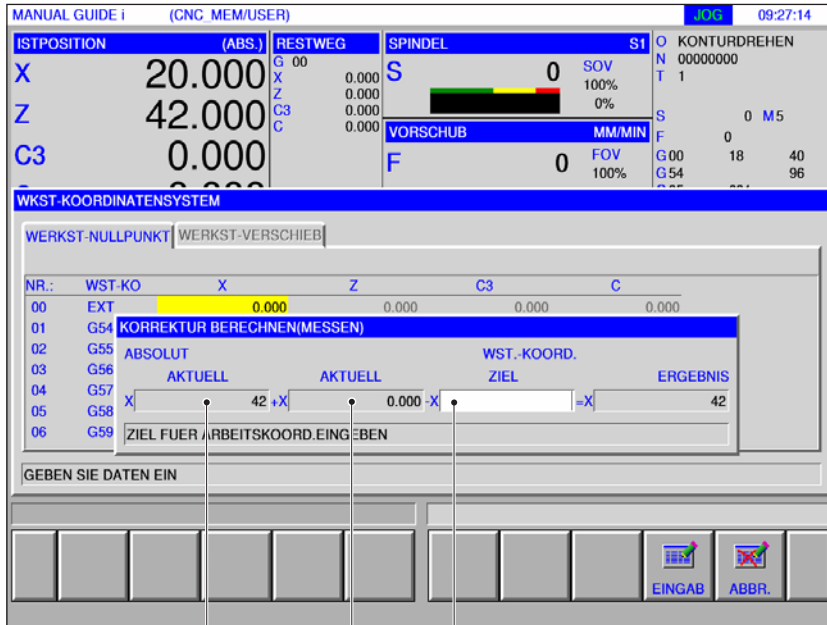 MANUAL GUIDE i (CNC_MEM/USER) JOG 09:27:14
ISTPOSITION (ABS.)
X 20.000
Z 42.000
C3 0.000
RESTWEG
G 00
X 0.000
Z 0.000
C3 0.000
C 0.000
SPINDEL S1
S 0 SOV
100%
0%
VORSCHUB MM/MIN
F 0 FOV
100%
O KONTURDREHEN
N 00000000
T 1
S 0 M5
F 0
G00 18 40
G54 96
WKST-KOORDINATENSYSTEM
WERKST-NULLPUNKT WERKST-VERSCHIEB
NR.: WST-KO X Z C3 C
00 EXT 0.000 0.000 0.000 0.000
01 G54
02 G55
03 G56
04 G57
05 G58
06 G59
KORREKTUR BERECHNEN(MESSEN)
ABSOLUT WST.-KOORD.
AKTUELL AKTUELL ZIEL ERGEBNIS
X 42 +X 0.000 -X =X 42
ZIEL FUER ARBEITSKOORD.EINGEBEN
GEBEN SIE DATEN EIN
EINGAB ABBR.